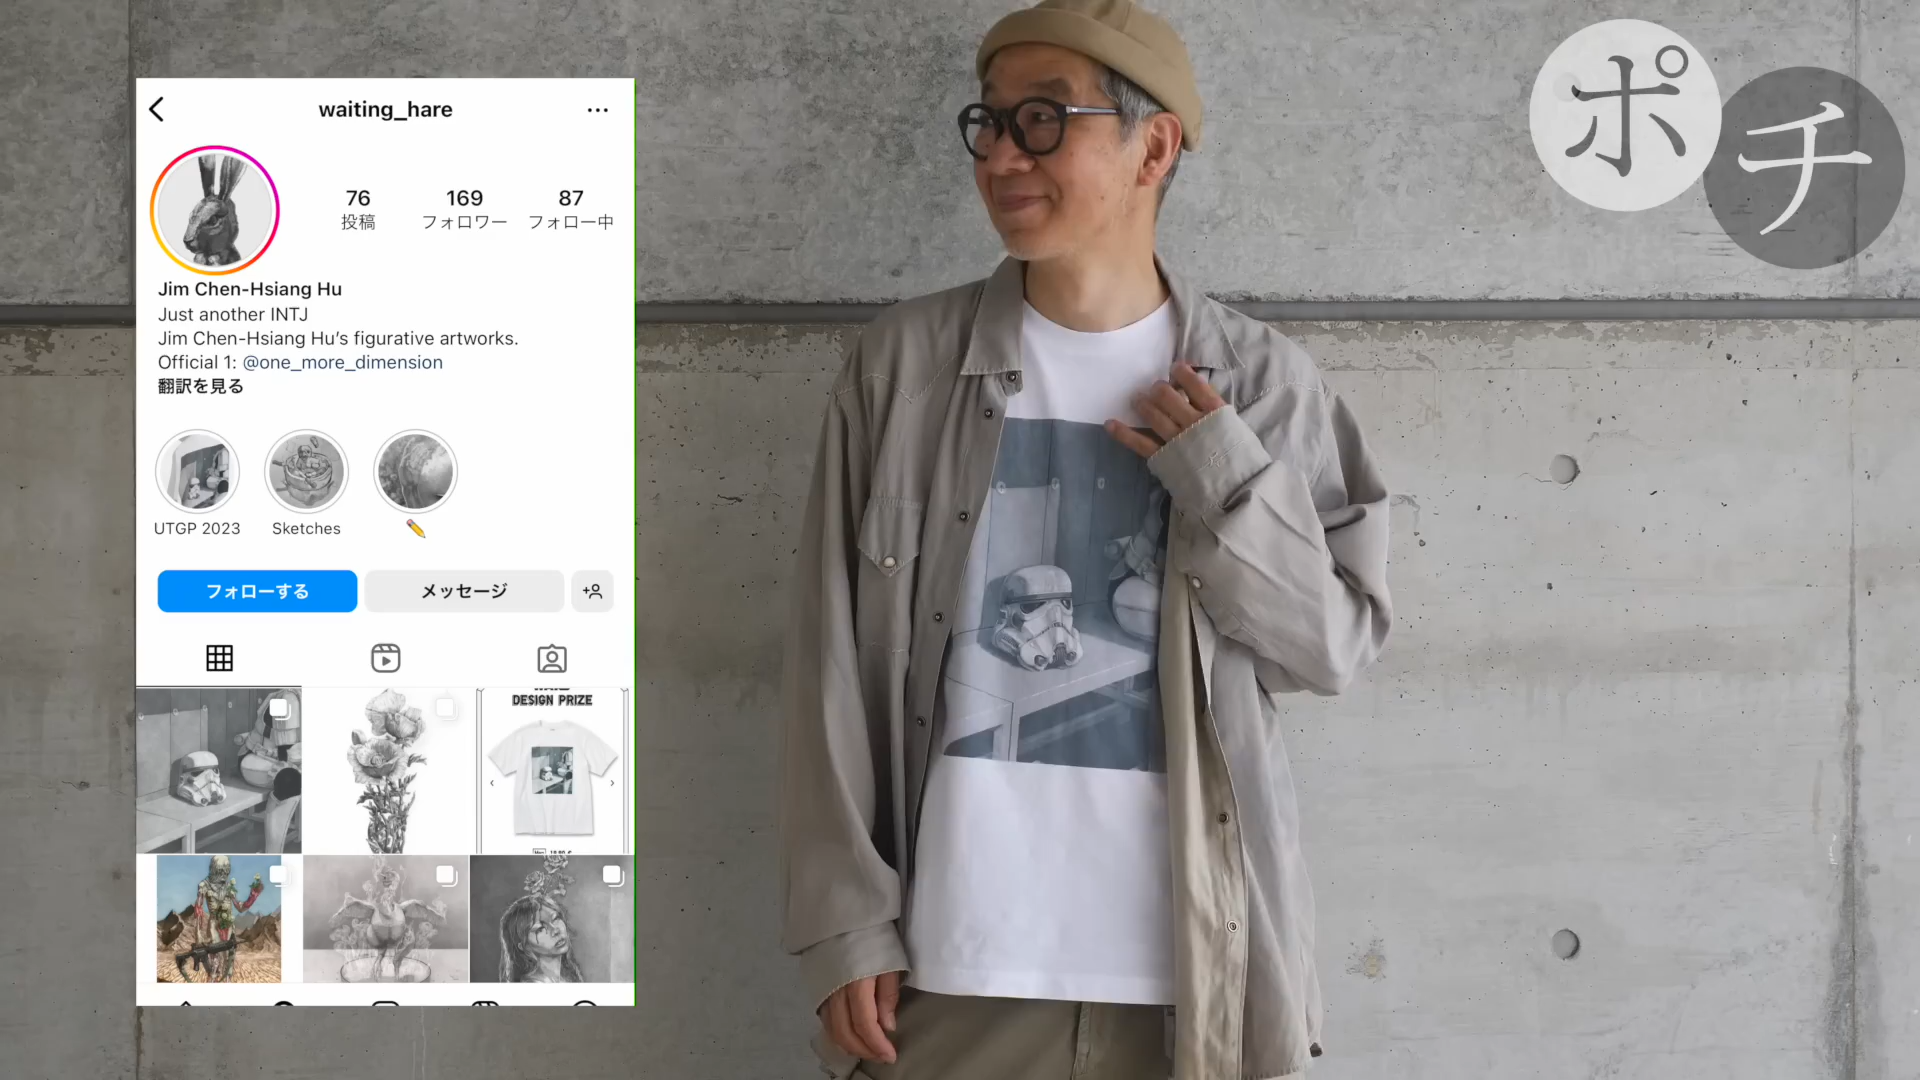 waiting_hare
76
投稿
169
フォロワー
87
フォロー中
Jim Chen-Hsiang Hu
Just another INTJ
Jim Chen-Hsiang Hu’s figurative artworks.
Official 1: @one_more_dimension
翻訳を見る
UTGP 2023
Sketches
フォローする
メッセージ
DESIGN PRIZE
ポチ